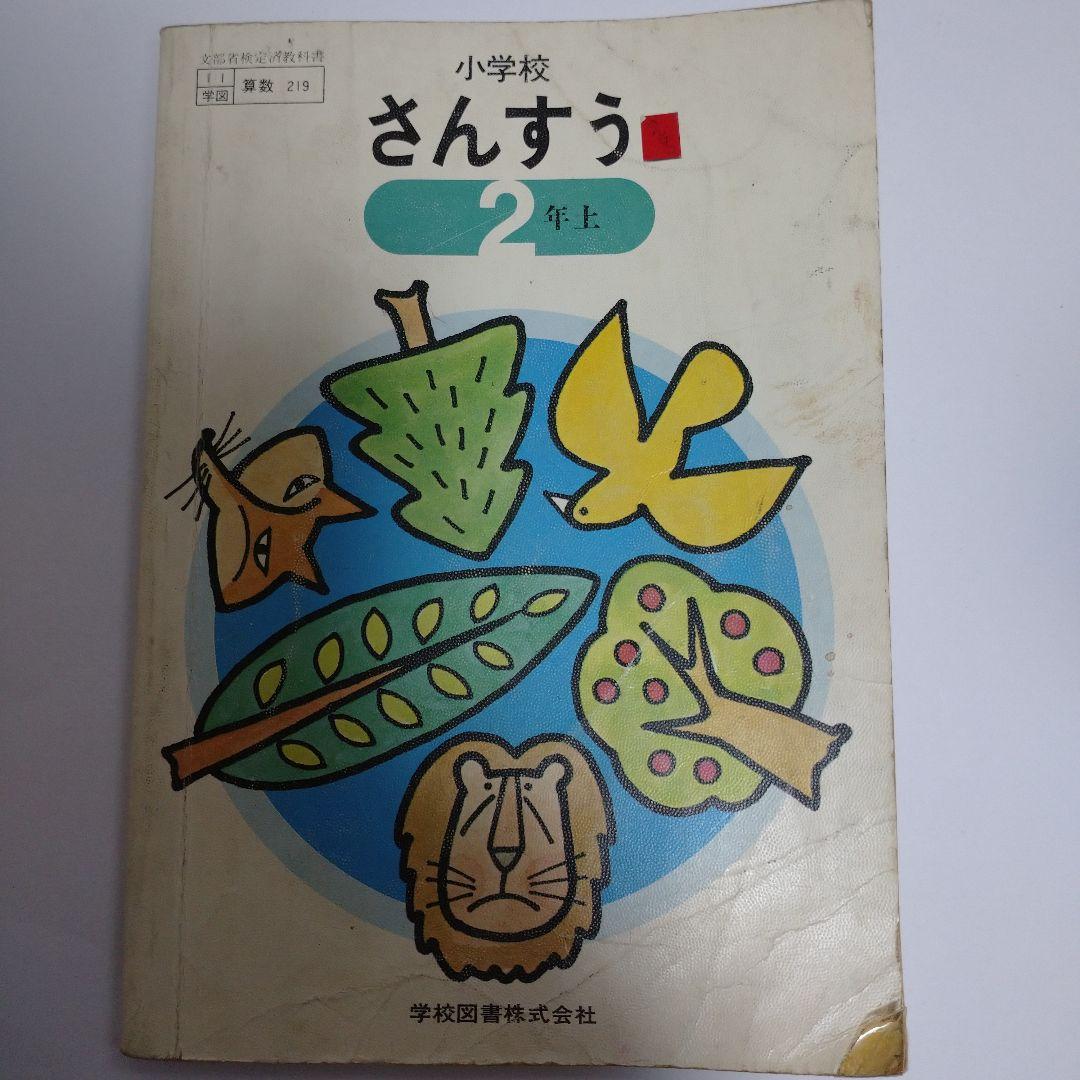 文部省検定済教科書
11
学図
算数 219
小学校
さんすう
2年上
学校図書株式会社